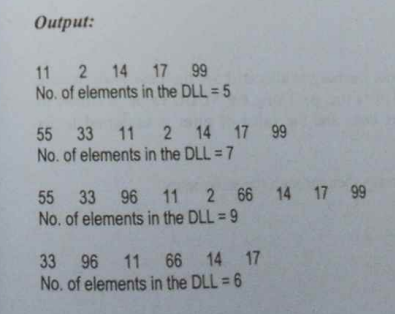 Output:
11 2 14 17 99
No. of elements in the DLL = 5
55 33 11 2 14 17 99
No. of elements in the DLL = 7
55 33 96 11 2 66 14 17 99
No. of elements in the DLL = 9
33 96 11 66 14 17
No. of elements in the DLL = 6